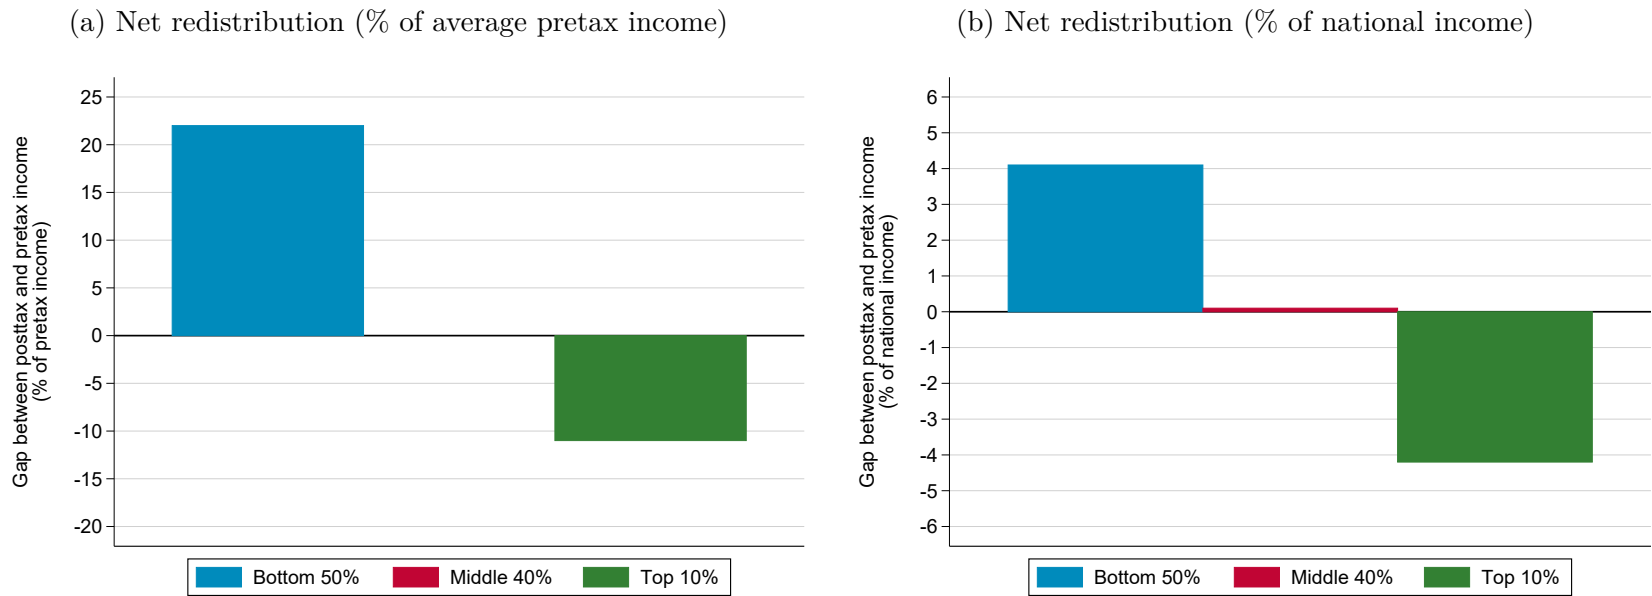 (a) Net redistribution (% of average pretax income)
Gap between posttax and pretax income
(% of pretax income)
25
20
15
10
5
0
-5
-10
-15
-20
Bottom 50% Middle 40% Top 10%
(b) Net redistribution (% of national income)
Gap between posttax and pretax income
(% of national income)
6
5
4
3
2
1
0
-1
-2
-3
-4
-5
-6
Bottom 50% Middle 40% Top 10%